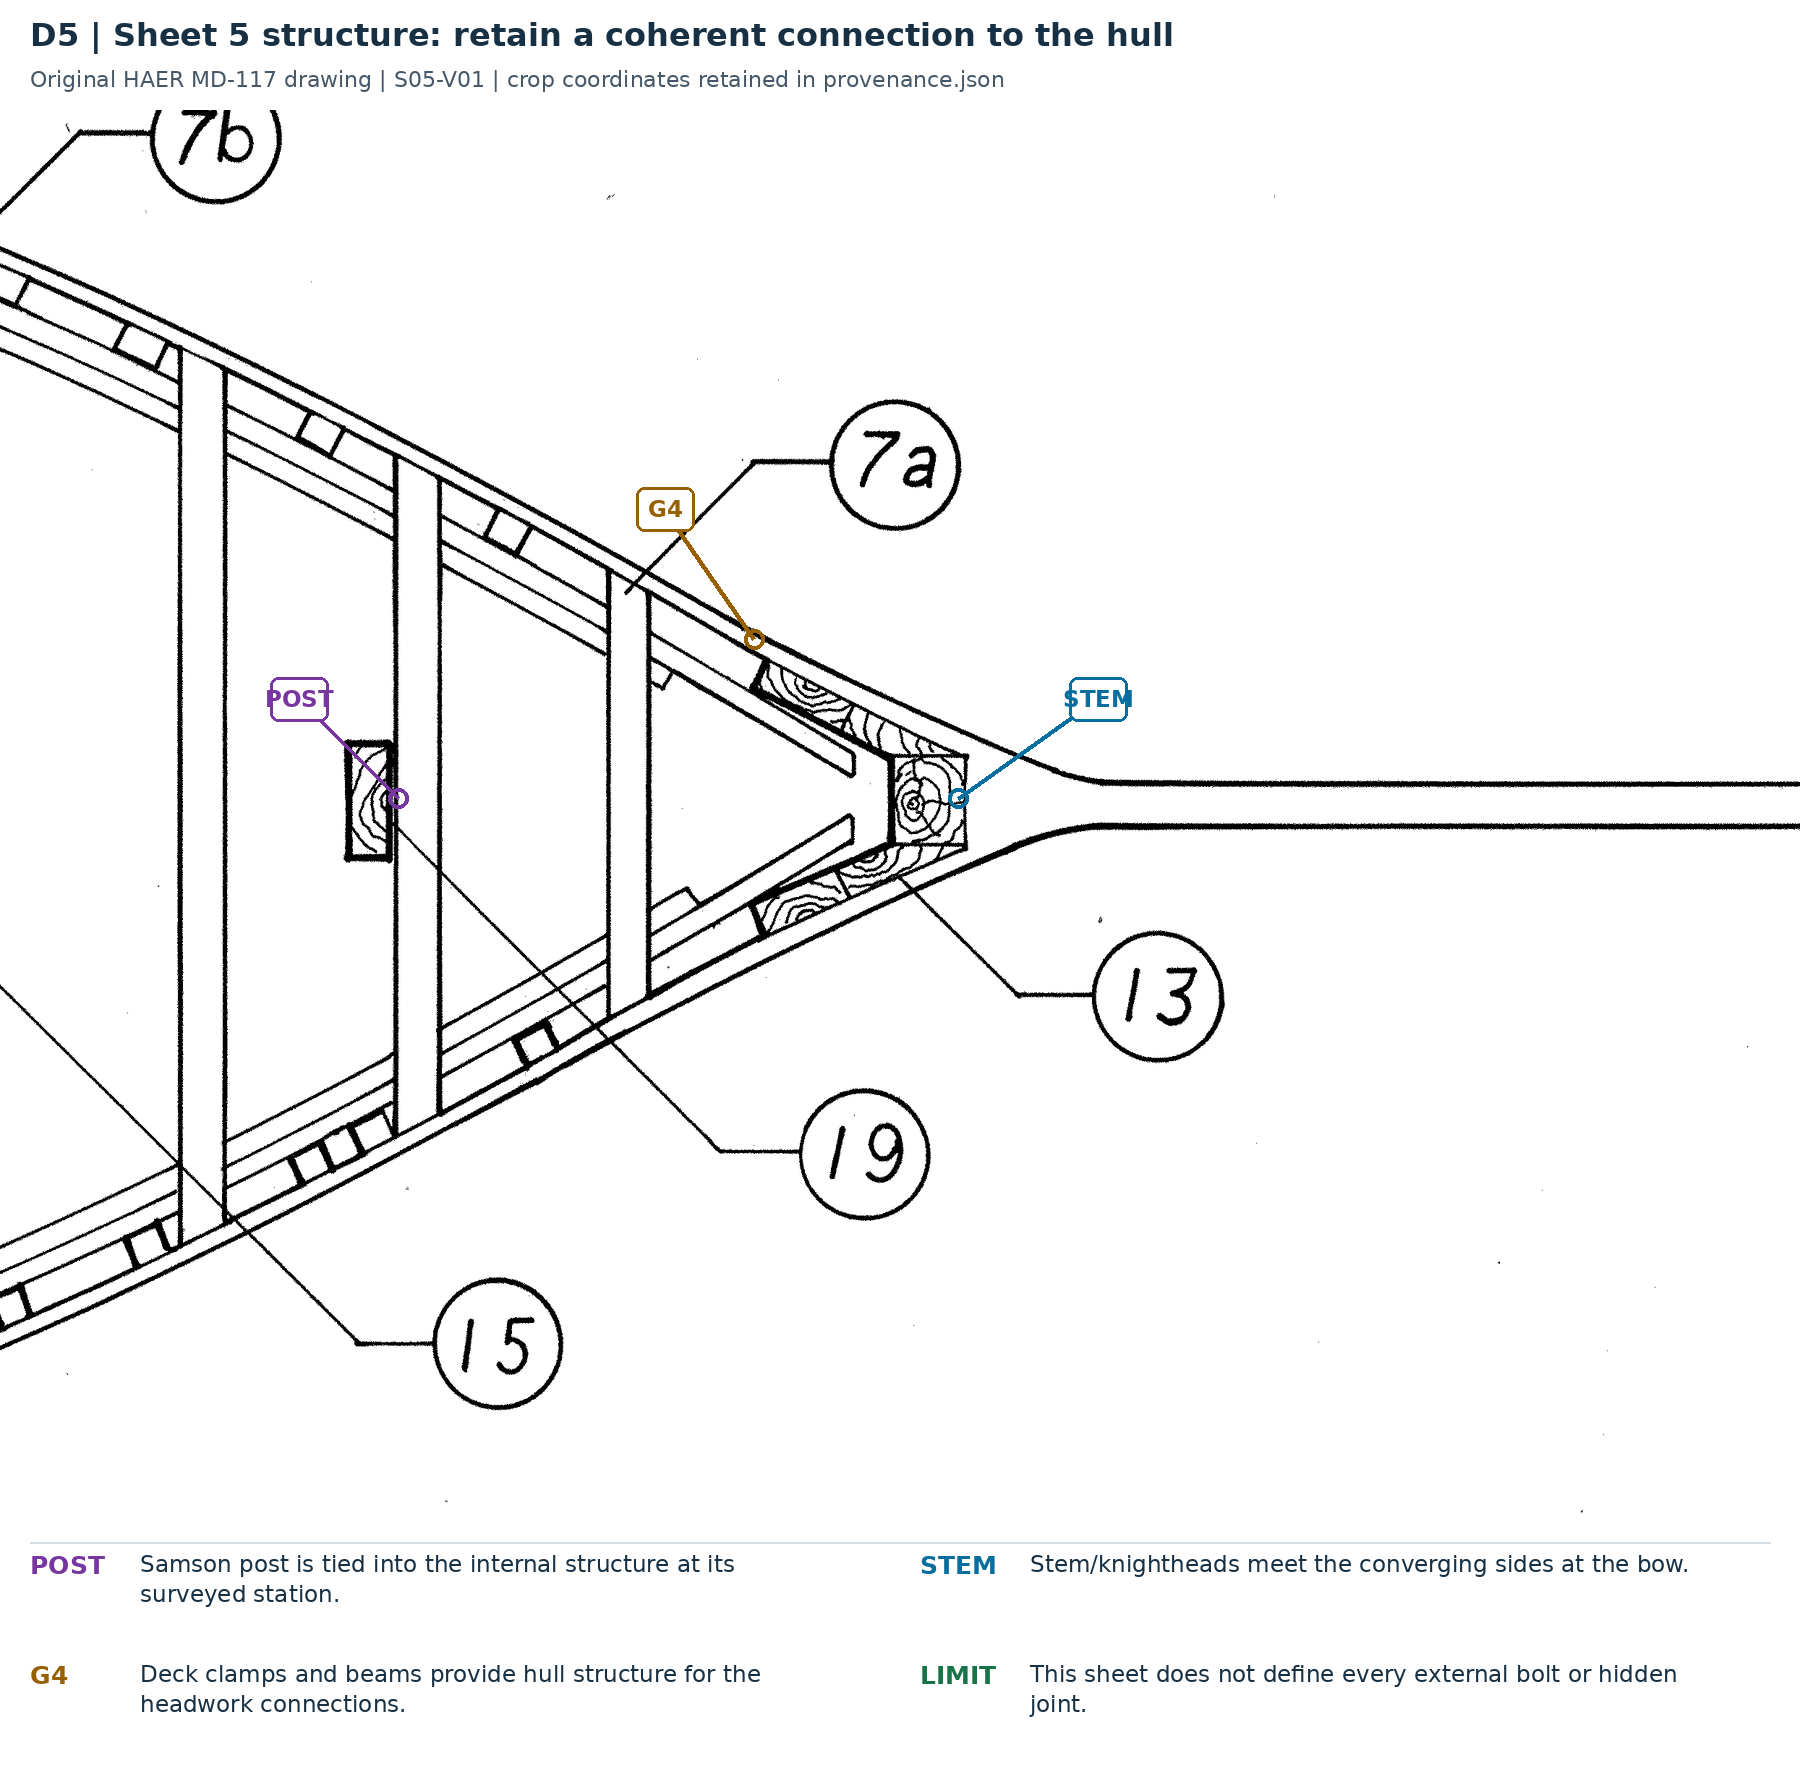 D5 | Sheet 5 structure: retain a coherent connection to the hull
Original HAER MD-117 drawing | S05-V01 | crop coordinates retained in provenance.json
7b
7a
G4
POST
STEM
13
19
15
POST Samson post is tied into the internal structure at its
surveyed station.
STEM Stem/knightheads meet the converging sides at the bow.
G4 Deck clamps and beams provide hull structure for the
headwork connections.
LIMIT This sheet does not define every external bolt or hidden
joint.